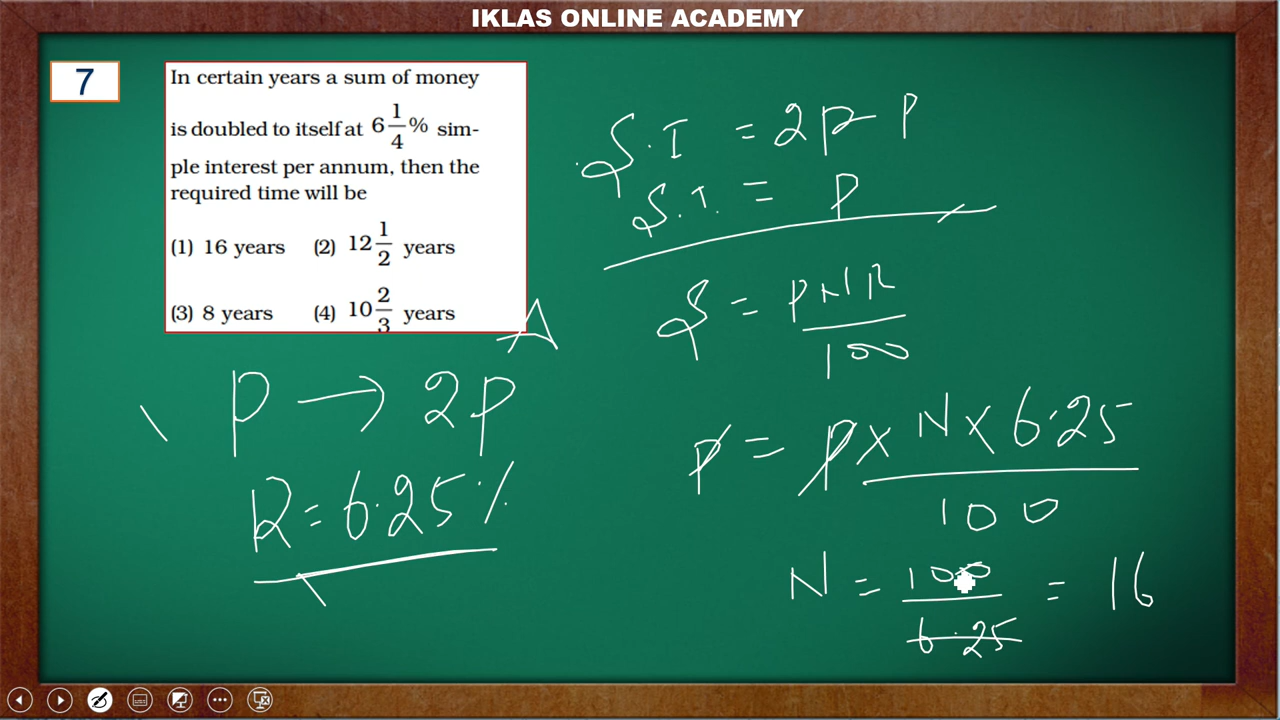 IKLAS ONLINE ACADEMY
7
In certain years a sum of money
is doubled to itself at 6 1/4 % sim-
ple interest per annum, then the
required time will be
(1) 16 years (2) 12 1/2 years
(3) 8 years (4) 10 2/3 years
A
P → 2P
R = 6.25%
S.I = 2P - P
S.I. = P
S = PNR / 100
P = P × N × 6.25 / 100
N = 100 / 6.25 = 16